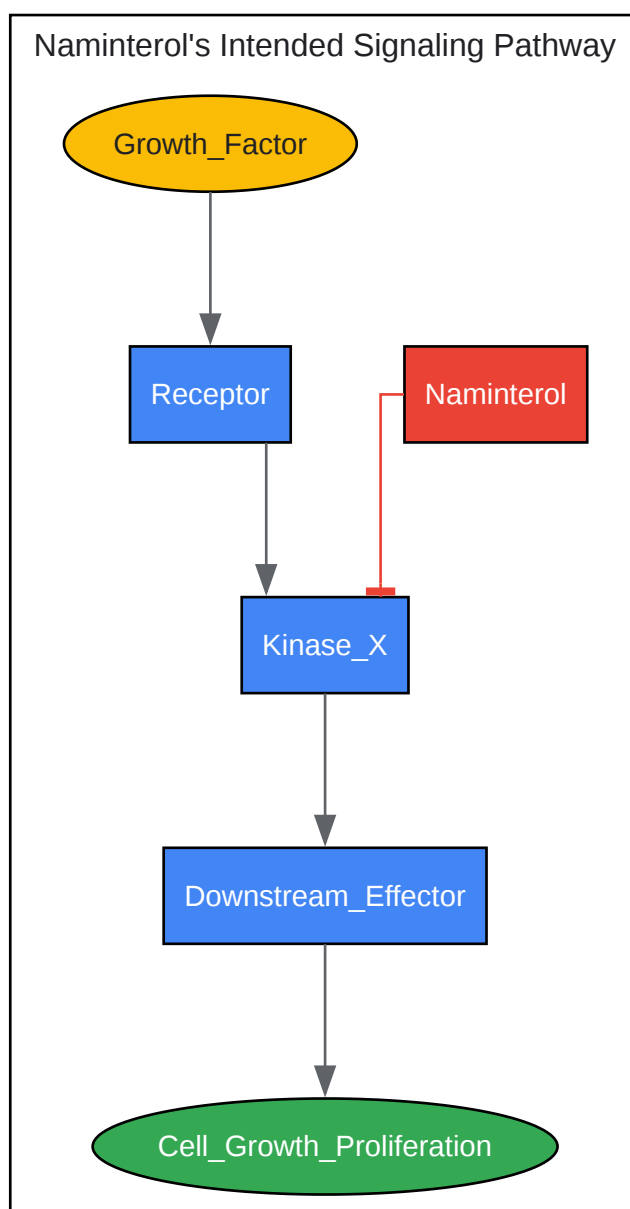 Naminterol's Intended Signaling Pathway
Growth_Factor
Receptor
Naminterol
Kinase_X
Downstream_Effector
Cell_Growth_Proliferation